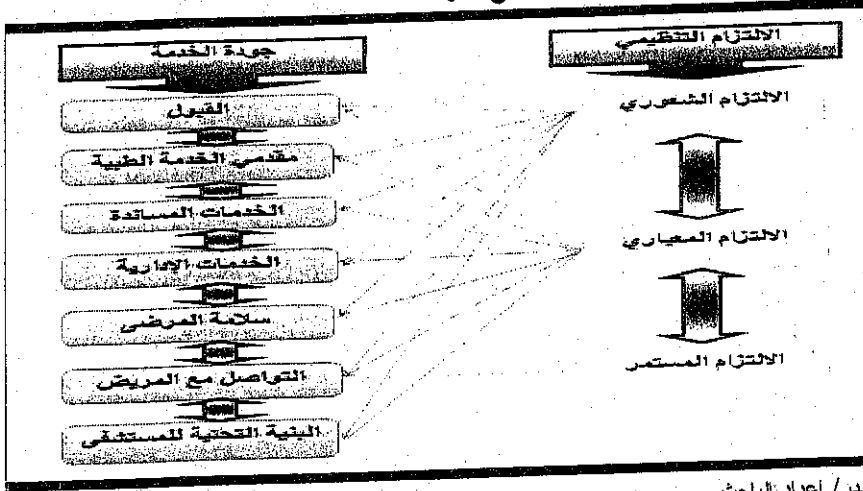 الالتزام التنظيمي
الالتزام الشعوري
الالتزام المعياري
الالتزام المستمر
جودة الخدمة
القبول
مقدمي الخدمة الطبية
الخدمات المساندة
الخدمات الإدارية
سلامة المرضى
التواصل مع المريض
البنية التحتية للمستشفى